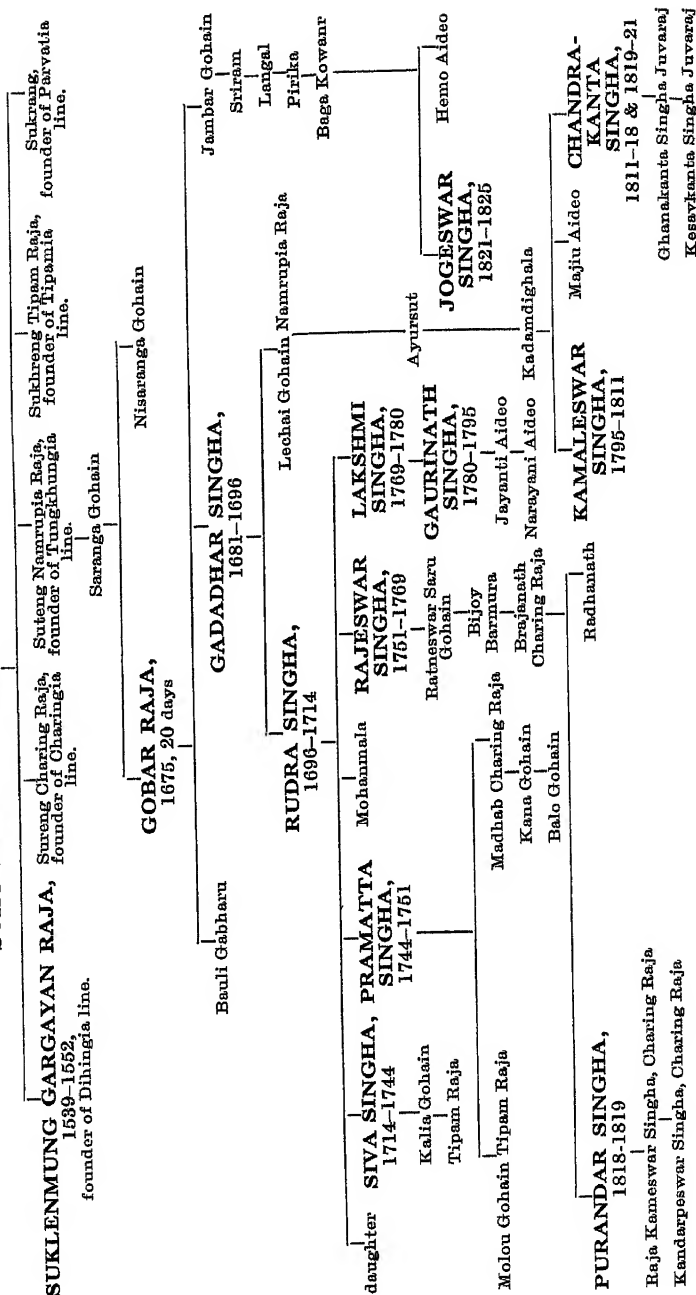 SUKLENMUNG GARGAYAN RAJA,
1539–1552,
founder of Dihingia line.
Sureng Charing Raja,
founder of Charingia
line.
Suteng Namrupia Raja,
founder of Tungkhungia
line.
Sukhreng Tipam Raja,
founder of Tipamia
line.
Sukrang,
founder of Parvatia
line.
Saranga Gohain
GOBAR RAJA,
1675, 20 days
Nisaranga Gohain
Bauli Gabharu
GADADHAR SINGHA,
1681–1696
Jambar Gohain
Sriram
Langal
Pirika
Baga Kowanr
RUDRA SINGHA,
1696–1714
Lechai Gohain Namrupia Raja
JOGESWAR
SINGHA,
1821–1825
Hemo Aideo
daughter
SIVA SINGHA,
1714–1744
Kalia Gohain
Tipam Raja
PRAMATTA
SINGHA,
1744–1751
Mohanmala
RAJESWAR
SINGHA,
1751–1769
Ratneswar Saru
Gohain
Bijoy
Barmura
Brajanath
Charing Raja
LAKSHMI
SINGHA,
1769–1780
GAURINATH
SINGHA,
1780–1795
Jayanti Aideo
Narayani Aideo
Ayursut
Kadamdighala
Molou Gohain Tipam Raja
Madhab Charing Raja
Kana Gohain
Balo Gohain
KAMALESWAR
SINGHA,
1795–1811
Majiu Aideo
CHANDRA-
KANTA
SINGHA,
1811–18 & 1819–21
Ghanakanta Singha Juvaraj
Kesavkanta Singha Juvaraj
PURANDAR SINGHA,
1818-1819
Radhanath
Raja Kameswar Singha, Charing Raja
Kandarpeswar Singha, Charing Raja